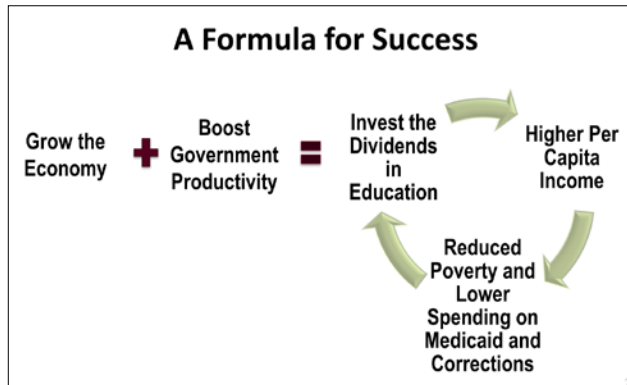 A Formula for Success
Grow the
Economy
+
Boost
Government
Productivity
=
Invest the
Dividends
in
Education
Higher Per
Capita
Income
Reduced
Poverty and
Lower
Spending on
Medicaid and
Corrections